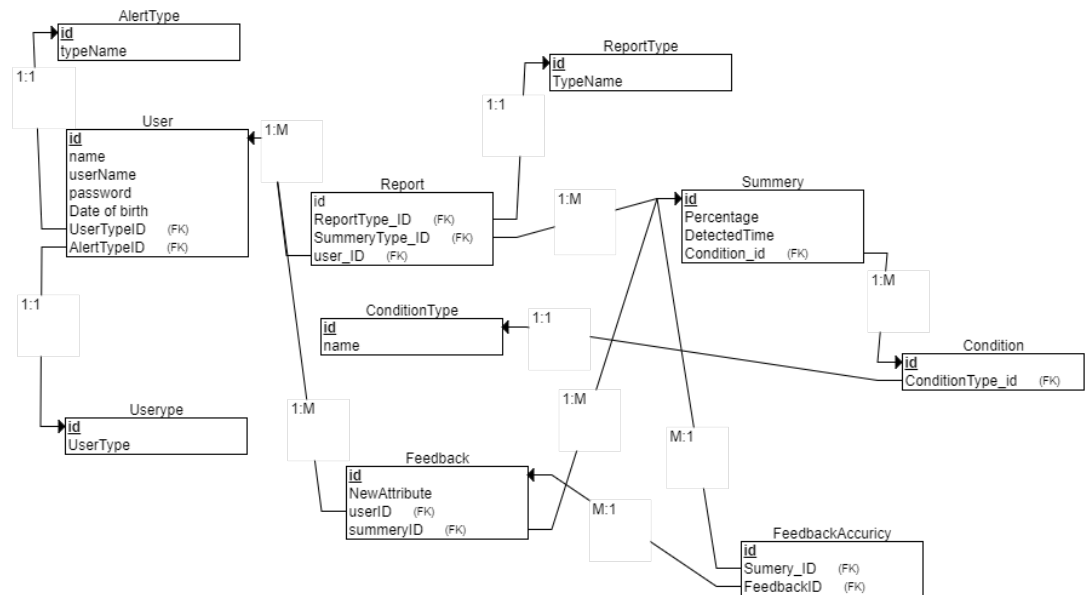 AlertType
id
typeName
1:1
User
id
name
userName
password
Date of birth
UserTypeID (FK)
AlertTypeID (FK)
1:1
Userype
id
UserType
1:M
Report
id
ReportType_ID (FK)
SummeryType_ID (FK)
user_ID (FK)
1:1
ReportType
id
TypeName
1:M
Summery
id
Percentage
DetectedTime
Condition_id (FK)
1:M
Condition
id
ConditionType_id (FK)
ConditionType
id
name
1:1
1:M
Feedback
id
NewAttribute
userID (FK)
summeryID (FK)
1:M
M:1
M:1
FeedbackAccuricy
id
Sumery_ID (FK)
FeedbackID (FK)